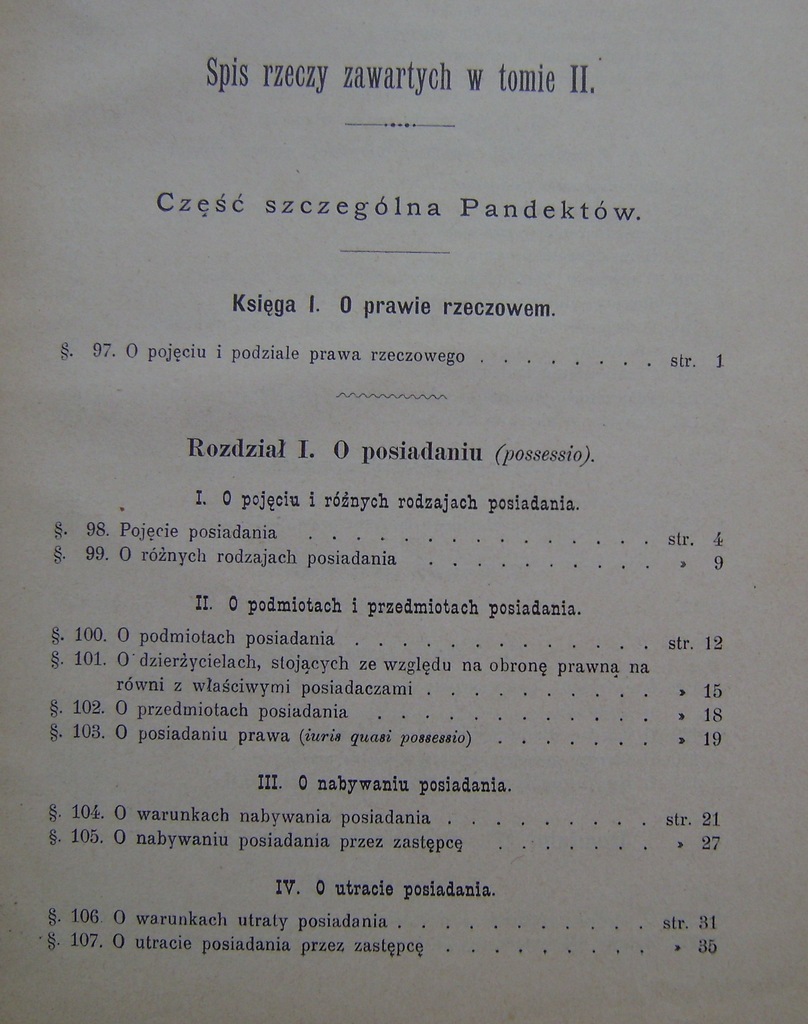 Spis rzeczy zawartych w tomie II.
Część szczególna Pandektów.
Księga I. O prawie rzeczowem.
§. 97. O pojęciu i podziale prawa rzeczowego . . . . . . . . str. 1
Rozdział I. O posiadaniu (possessio).
I. O pojęciu i różnych rodzajach posiadania.
§. 98. Pojęcie posiadania . . . . . . . . . . . . . . . str. 4
§. 99. O różnych rodzajach posiadania . . . . . . . . . . » 9
II. O podmiotach i przedmiotach posiadania.
§. 100. O podmiotach posiadania . . . . . . . . . . . . . str. 12
§. 101. O dzierżycielach, stojących ze względu na obronę prawną na
równi z właściwymi posiadaczami . . . . . . . . . . » 15
§. 102. O przedmiotach posiadania . . . . . . . . . . . . » 18
§. 103. O posiadaniu prawa (iuris quasi possessio) . . . . . . . » 19
III. O nabywaniu posiadania.
§. 104. O warunkach nabywania posiadania . . . . . . . . . str. 21
§. 105. O nabywaniu posiadania przez zastępcę . . . . . . . » 27
IV. O utracie posiadania.
§. 106. O warunkach utraty posiadania . . . . . . . . . . . str. 31
§. 107. O utracie posiadania przez zastępcę . . . . . . . . . » 35